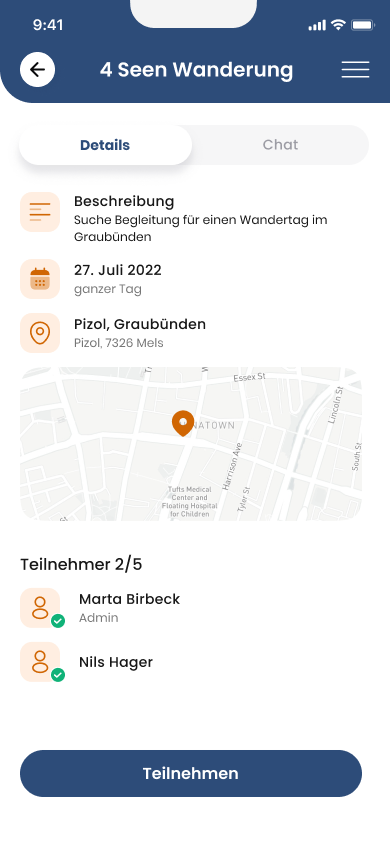 9:41
4 Seen Wanderung
Details
Chat
Beschreibung
Suche Begleitung für einen Wandertag im
Graubünden
27. Juli 2022
ganzer Tag
Pizol, Graubünden
Pizol, 7326 Mels
Essex St
Lincoln St
NATOWN
Harrison Ave
South St
Tyler St
Tufts Medical
Center and
Floating Hospital
for Children
Teilnehmer 2/5
Marta Birbeck
Admin
Nils Hager
Teilnehmen